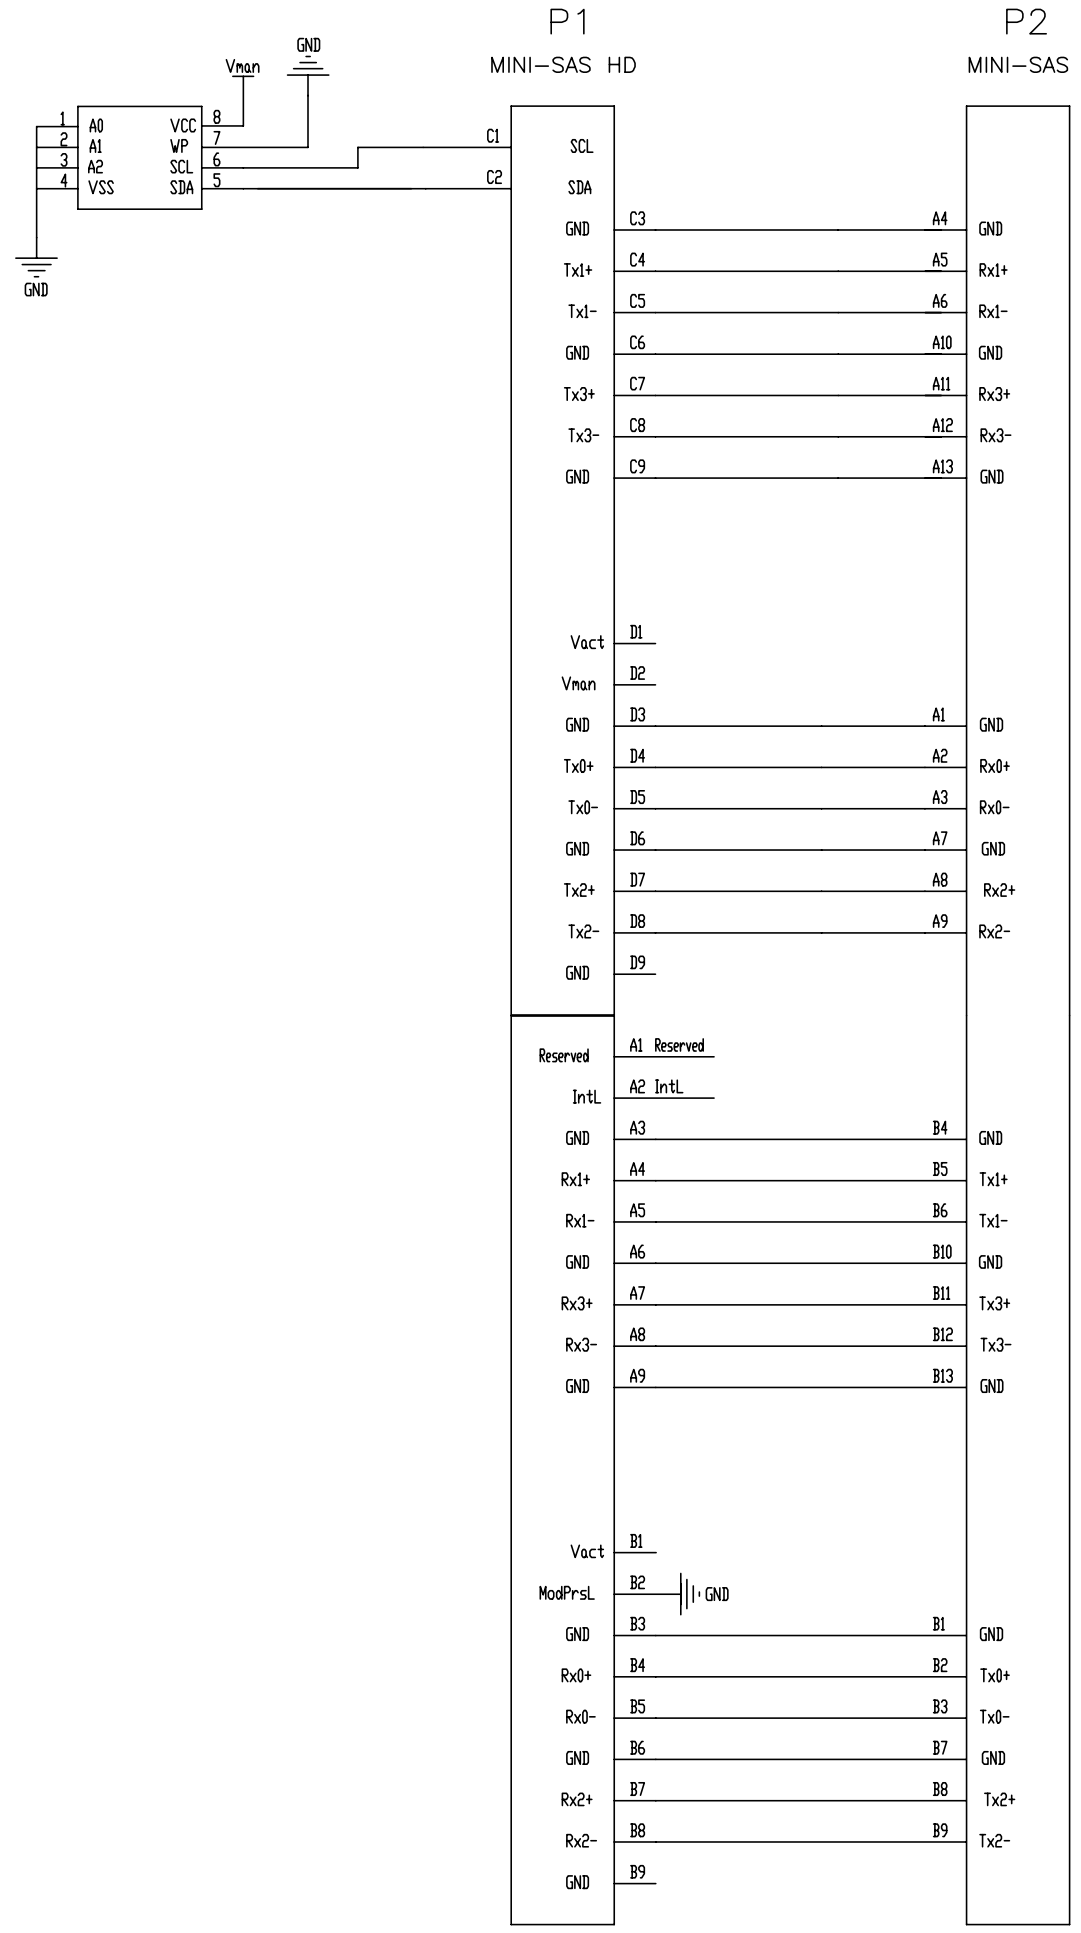 P1 P2
MINI-SAS HD MINI-SAS
GND
Vman
1 A0 VCC 8
2 A1 WP 7
3 A2 SCL 6
4 VSS SDA 5
GND
C1 SCL
C2 SDA
GND C3 A4 GND
Tx1+ C4 A5 Rx1+
Tx1- C5 A6 Rx1-
GND C6 A10 GND
Tx3+ C7 A11 Rx3+
Tx3- C8 A12 Rx3-
GND C9 A13 GND
Vact D1
Vman D2
GND D3 A1 GND
Tx0+ D4 A2 Rx0+
Tx0- D5 A3 Rx0-
GND D6 A7 GND
Tx2+ D7 A8 Rx2+
Tx2- D8 A9 Rx2-
GND D9
Reserved A1 Reserved
IntL A2 IntL
GND A3 B4 GND
Rx1+ A4 B5 Tx1+
Rx1- A5 B6 Tx1-
GND A6 B10 GND
Rx3+ A7 B11 Tx3+
Rx3- A8 B12 Tx3-
GND A9 B13 GND
Vact B1
ModPrsL B2 GND
GND B3 B1 GND
Rx0+ B4 B2 Tx0+
Rx0- B5 B3 Tx0-
GND B6 B7 GND
Rx2+ B7 B8 Tx2+
Rx2- B8 B9 Tx2-
GND B9